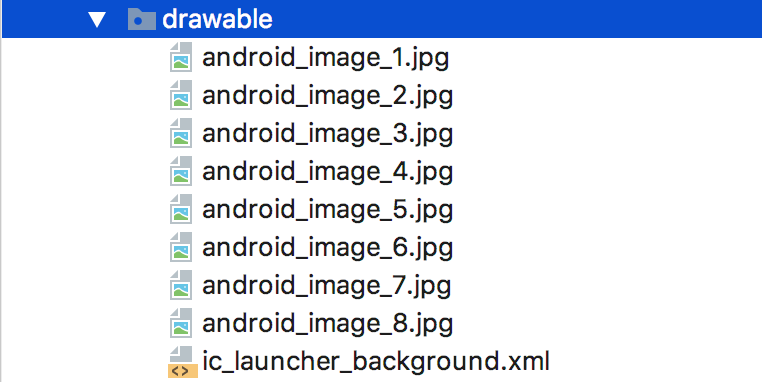 drawable
android_image_1.jpg
android_image_2.jpg
android_image_3.jpg
android_image_4.jpg
android_image_5.jpg
android_image_6.jpg
android_image_7.jpg
android_image_8.jpg
ic_launcher_background.xml